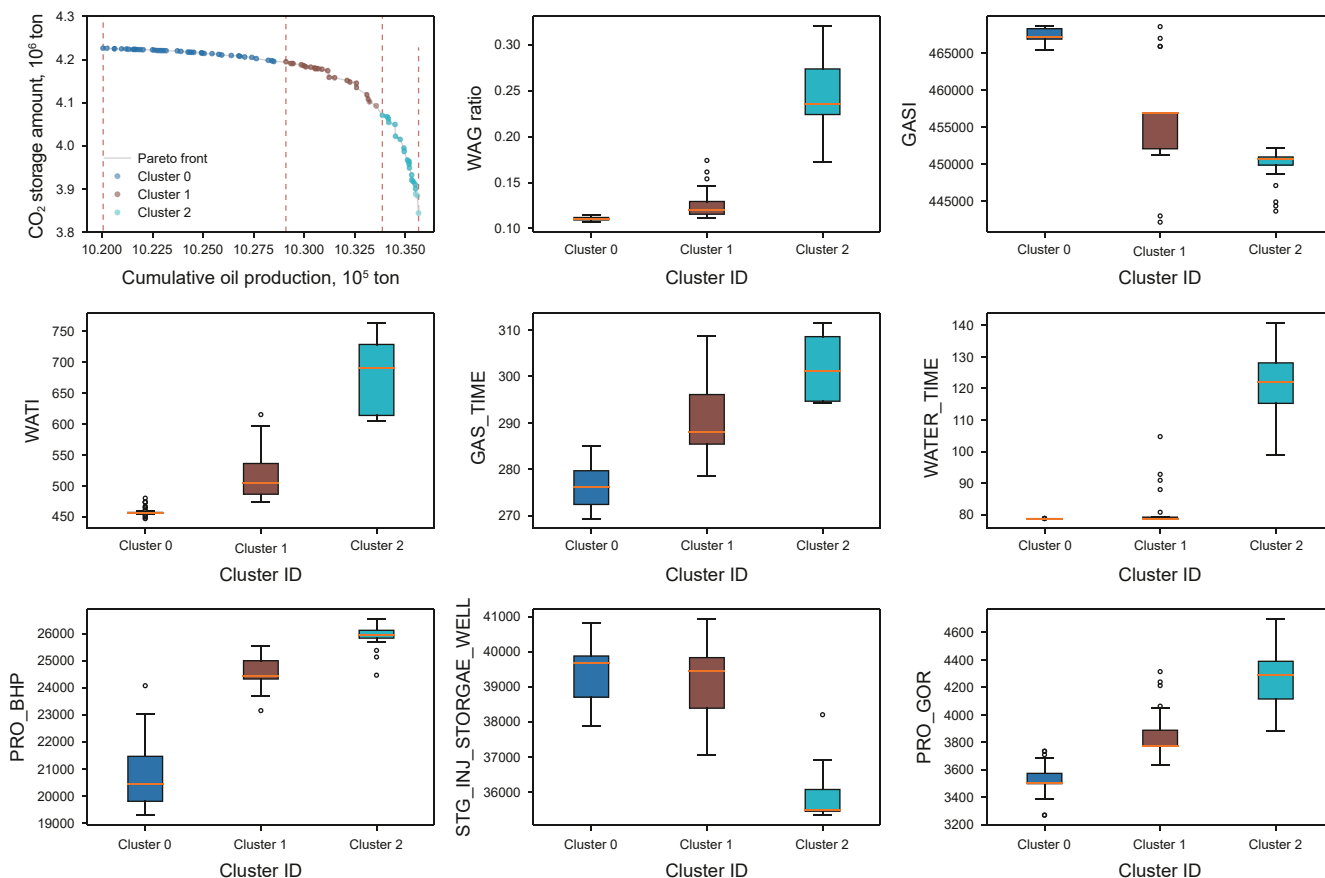 4.3
4.2
4.1
4.0
3.9
3.8
CO₂ storage amount, 10⁶ ton
Pareto front
Cluster 0
Cluster 1
Cluster 2
10.200 10.225 10.250 10.275 10.300 10.325 10.350
Cumulative oil production, 10⁵ ton
0.30
0.25
0.20
0.15
0.10
WAG ratio
Cluster 0 Cluster 1 Cluster 2
Cluster ID
465000
460000
455000
450000
445000
GASI
Cluster 0 Cluster 1 Cluster 2
Cluster ID
750
700
650
600
550
500
450
WATI
Cluster 0 Cluster 1 Cluster 2
Cluster ID
310
300
290
280
270
GAS_TIME
Cluster 0 Cluster 1 Cluster 2
Cluster ID
140
130
120
110
100
90
80
WATER_TIME
Cluster 0 Cluster 1 Cluster 2
Cluster ID
26000
25000
24000
23000
22000
21000
20000
19000
PRO_BHP
Cluster 0 Cluster 1 Cluster 2
Cluster ID
41000
40000
39000
38000
37000
36000
STG_INJ_STORGAE_WELL
Cluster 0 Cluster 1 Cluster 2
Cluster ID
4600
4400
4200
4000
3800
3600
3400
3200
PRO_GOR
Cluster 0 Cluster 1 Cluster 2
Cluster ID